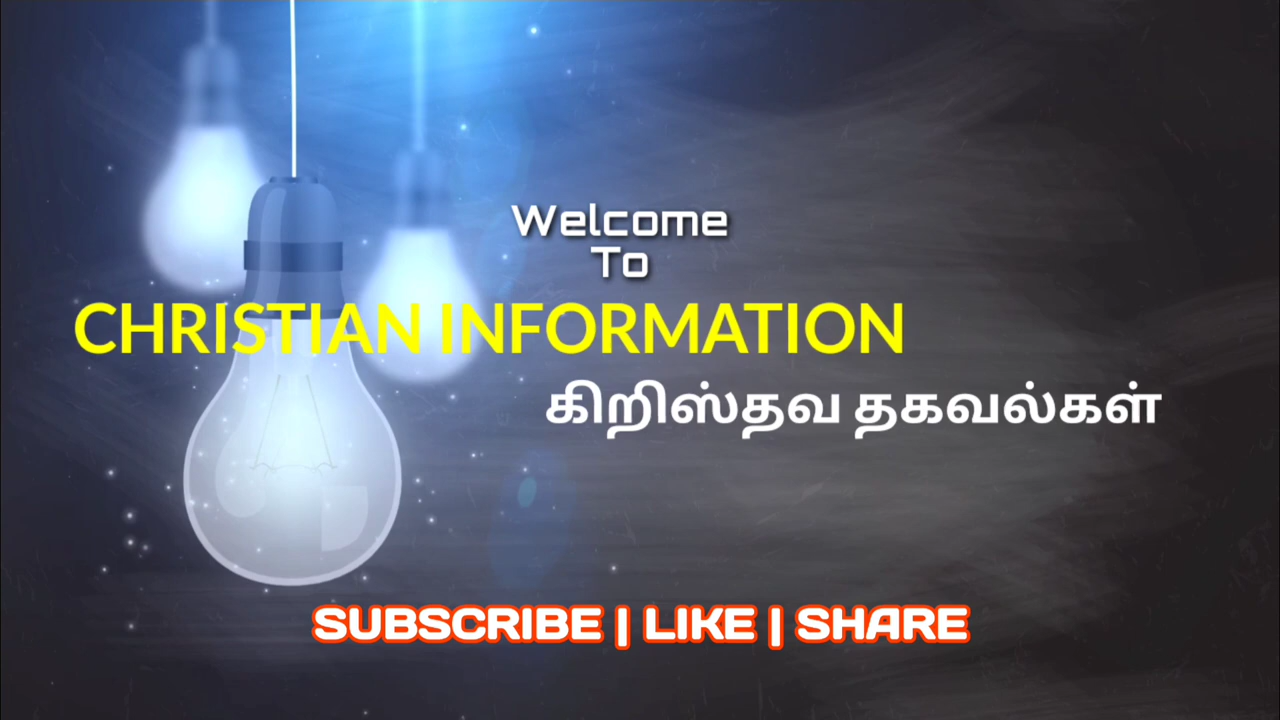 Welcome
To
CHRISTIAN INFORMATION
கிறிஸ்தவ தகவல்கள்
SUBSCRIBE | LIKE | SHARE